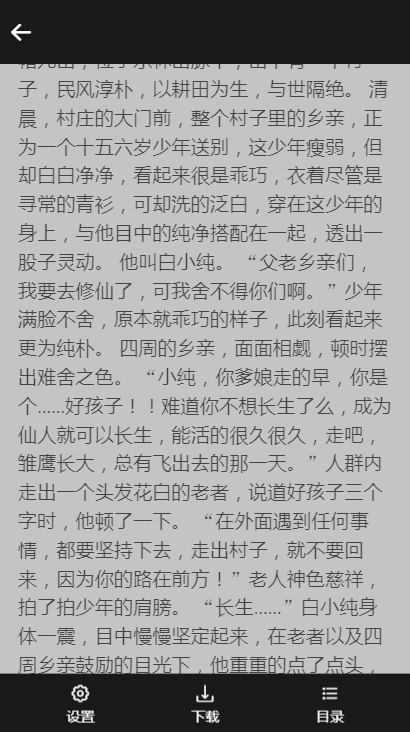 子，民风淳朴，以耕田为生，与世隔绝。 清
晨，村庄的大门前，整个村子里的乡亲，正
为一个十五六岁少年送别，这少年瘦弱，但
却白白净净，看起来很是乖巧，衣着尽管是
寻常的青衫，可却洗的泛白，穿在这少年的
身上，与他目中的纯净搭配在一起，透出一
股子灵动。 他叫白小纯。 “父老乡亲们，
我要去修仙了，可我舍不得你们啊。”少年
满脸不舍，原本就乖巧的样子，此刻看起来
更为纯朴。 四周的乡亲，面面相觑，顿时摆
出难舍之色。 “小纯，你爹娘走的早，你是
个......好孩子！！难道你不想长生了么，成为
仙人就可以长生，能活的很久很久，走吧，
雏鹰长大，总有飞出去的那一天。”人群内
走出一个头发花白的老者，说道好孩子三个
字时，他顿了一下。 “在外面遇到任何事
情，都要坚持下去，走出村子，就不要回
来，因为你的路在前方！”老人神色慈祥，
拍了拍少年的肩膀。 “长生......”白小纯身
体一震，目中慢慢坚定起来，在老者以及四
周乡亲鼓励的目光下，他重重的点了点头，
设置
下载
目录